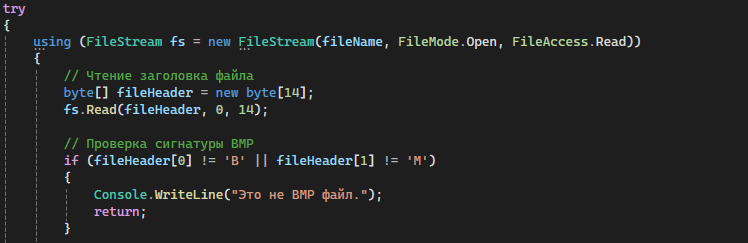 try
{
using (FileStream fs = new FileStream(fileName, FileMode.Open, FileAccess.Read))
{
// Чтение заголовка файла
byte[] fileHeader = new byte[14];
fs.Read(fileHeader, 0, 14);
// Проверка сигнатуры BMP
if (fileHeader[0] != 'B' || fileHeader[1] != 'M')
{
Console.WriteLine("Это не BMP файл.");
return;
}